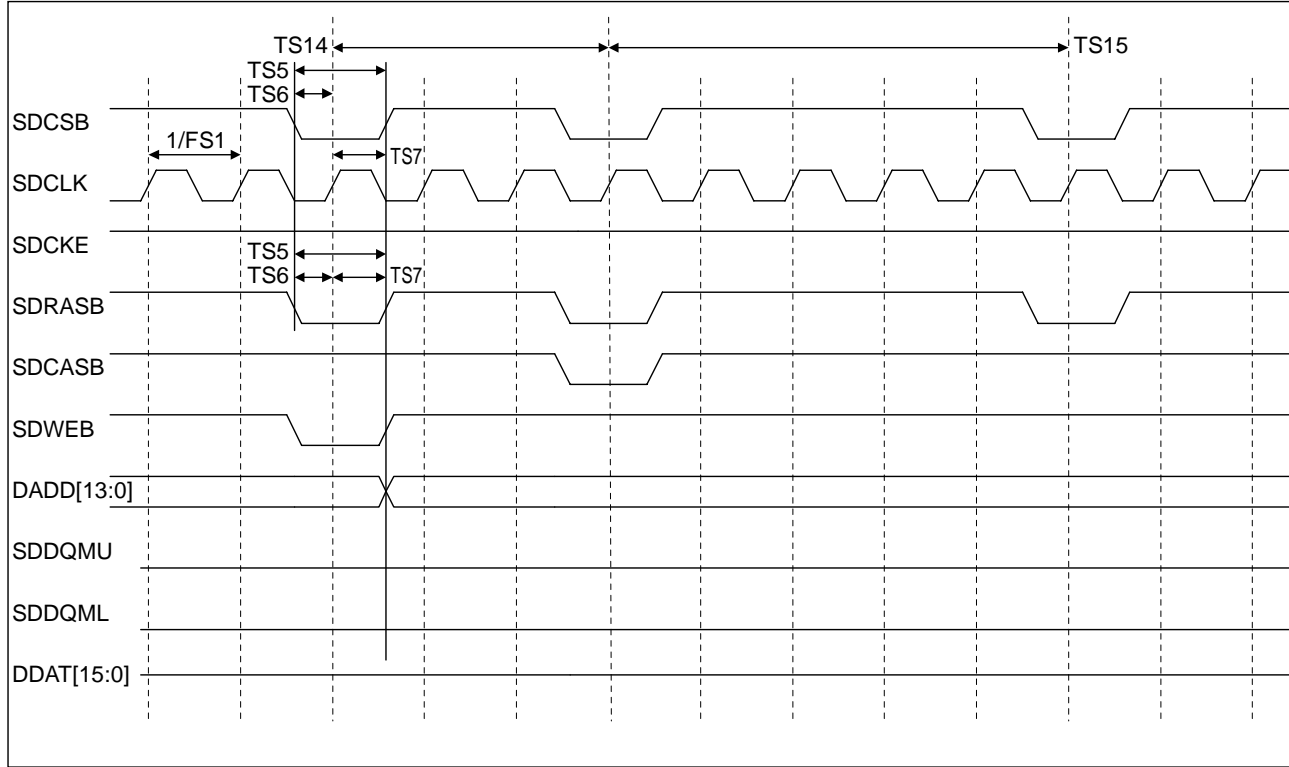 TS14 TS15
TS5
TS6
SDCSB
1/FS1 TS7
SDCLK
SDCKE
TS5
TS6 TS7
SDRASB
SDCASB
SDWEB
DADD[13:0]
SDDQMU
SDDQML
DDAT[15:0]